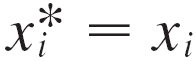 x_i^* = x_i